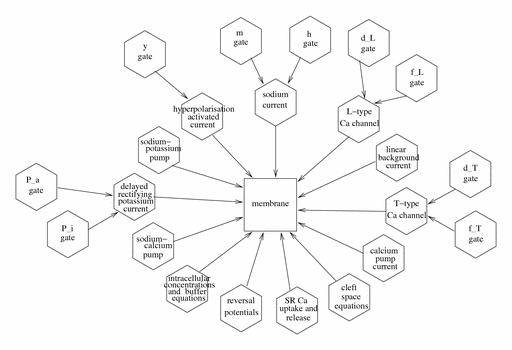 m
gate
h
gate
d_L
gate
y
gate
f_L
gate
sodium
current
hyperpolarisation
activated
current
L-type
Ca channel
sodium-
potassium
pump
linear
background
current
P_a
gate
delayed
rectifying
potassium
current
membrane
d_T
gate
T-type
Ca channel
P_i
gate
f_T
gate
sodium-
calcium
pump
calcium
pump
current
intracellular
concentrations
and buffer
equations
reversal
potentials
SR Ca
uptake and
release
cleft
space
equations